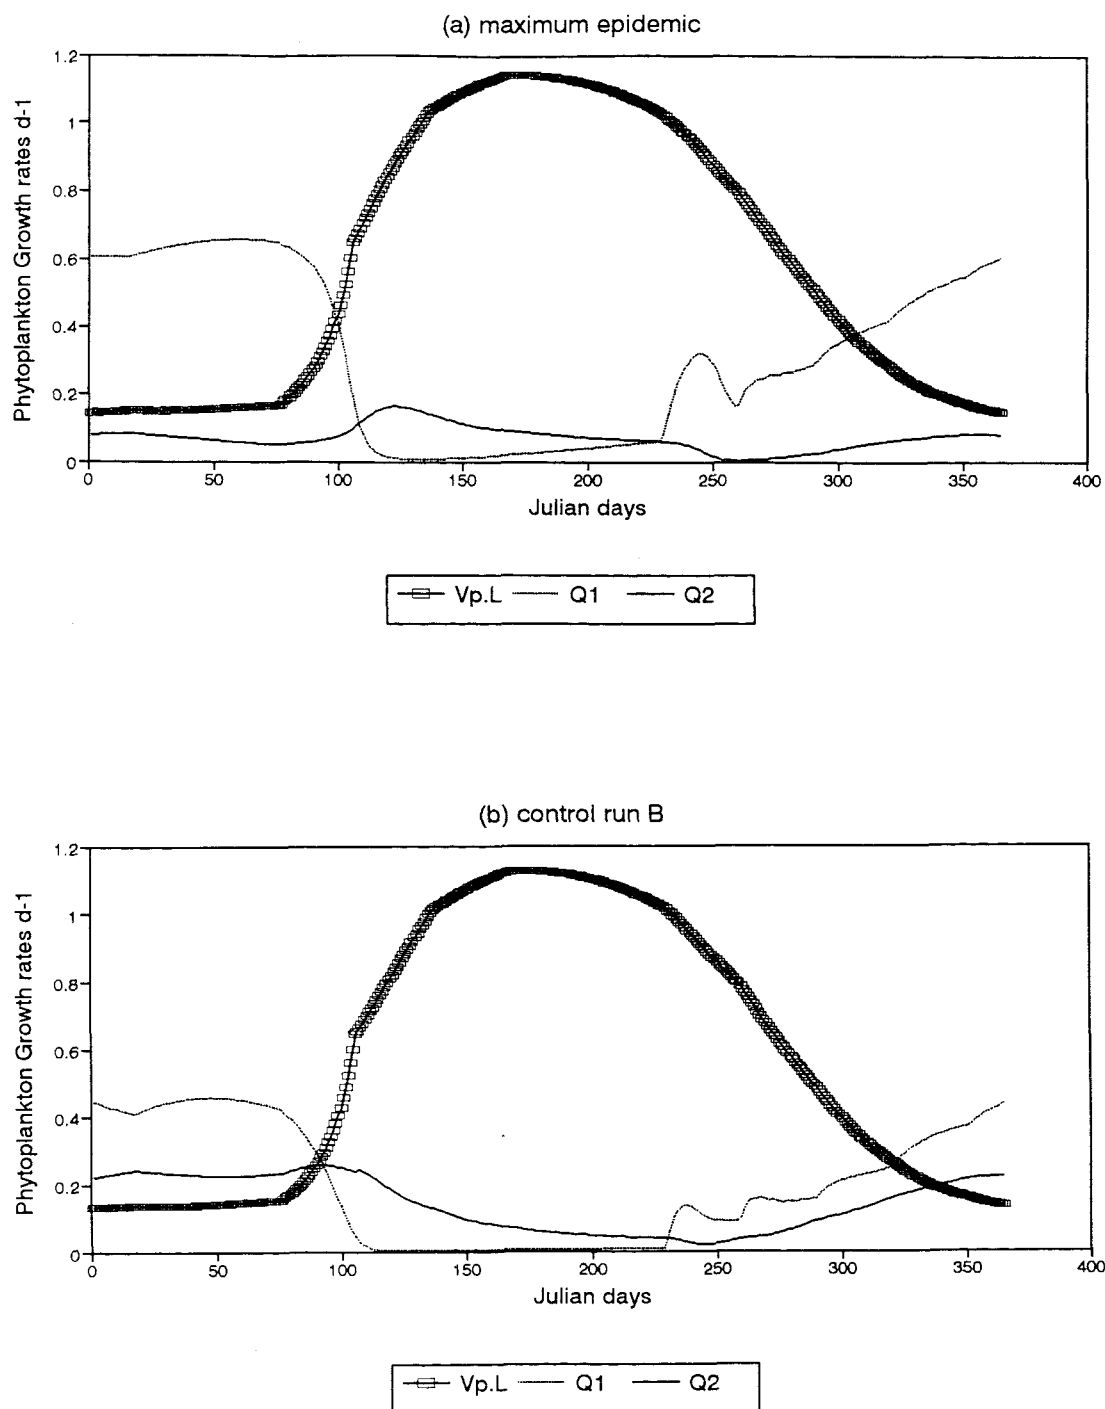 (a) maximum epidemic
Phytoplankton Growth rates d-1
1.2
1
0.8
0.6
0.4
0.2
0
0 50 100 150 200 250 300 350 400
Julian days
Vp.L Q1 Q2
(b) control run B
Phytoplankton Growth rates d-1
1.2
1
0.8
0.6
0.4
0.2
0
0 50 100 150 200 250 300 350 400
Julian days
Vp.L Q1 Q2